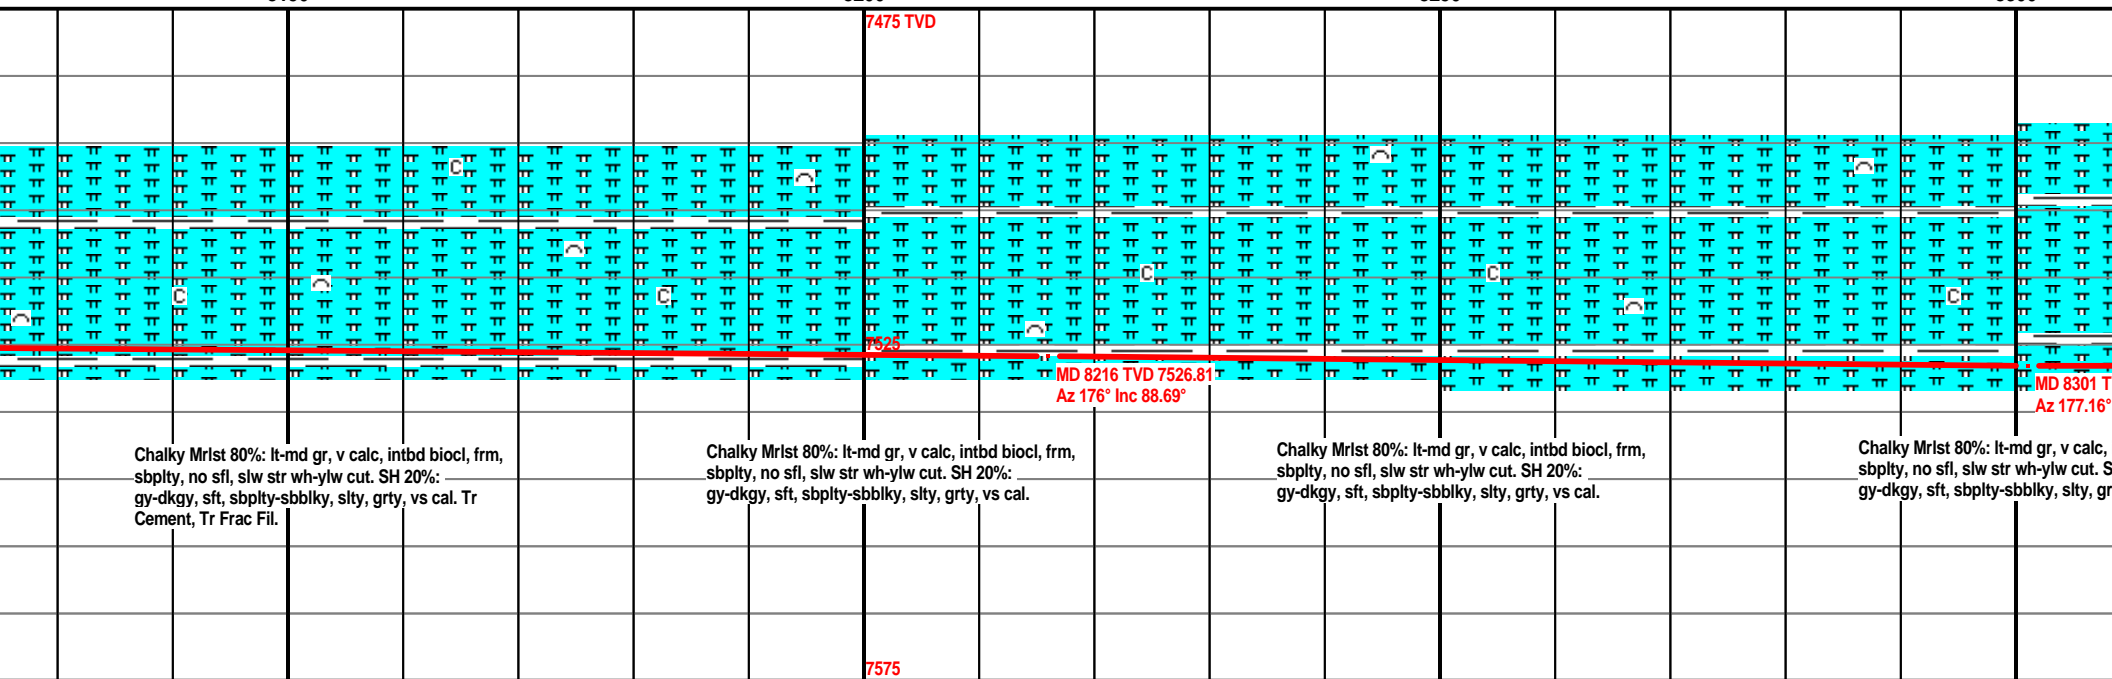 7475 TVD
7525
MD 8216 TVD 7526.81
Az 176° Inc 88.69°
MD 8301 T
Az 177.16°
Chalky Mrlst 80%: lt-md gr, v calc, intbd biocl, frm,
sbplty, no sfl, slw str wh-ylw cut. SH 20%:
gy-dkgy, sft, sbplty-sbblky, slty, grty, vs cal. Tr
Cement, Tr Frac Fil.
Chalky Mrlst 80%: lt-md gr, v calc, intbd biocl, frm,
sbplty, no sfl, slw str wh-ylw cut. SH 20%:
gy-dkgy, sft, sbplty-sbblky, slty, grty, vs cal.
Chalky Mrlst 80%: lt-md gr, v calc, intbd biocl, frm,
sbplty, no sfl, slw str wh-ylw cut. SH 20%:
gy-dkgy, sft, sbplty-sbblky, slty, grty, vs cal.
Chalky Mrlst 80%: lt-md gr, v calc,
sbplty, no sfl, slw str wh-ylw cut. S
gy-dkgy, sft, sbplty-sbblky, slty, gr
7575